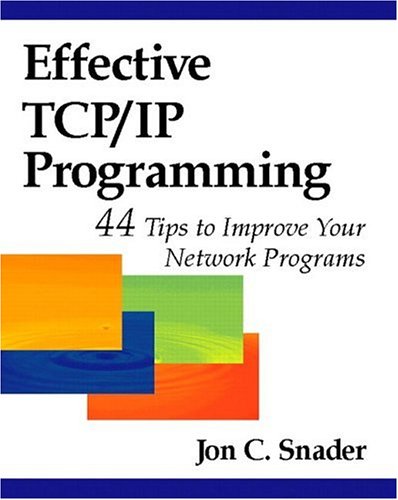 Effective
TCP/IP
Programming
44 Tips to Improve Your
Network Programs
Jon C. Snader